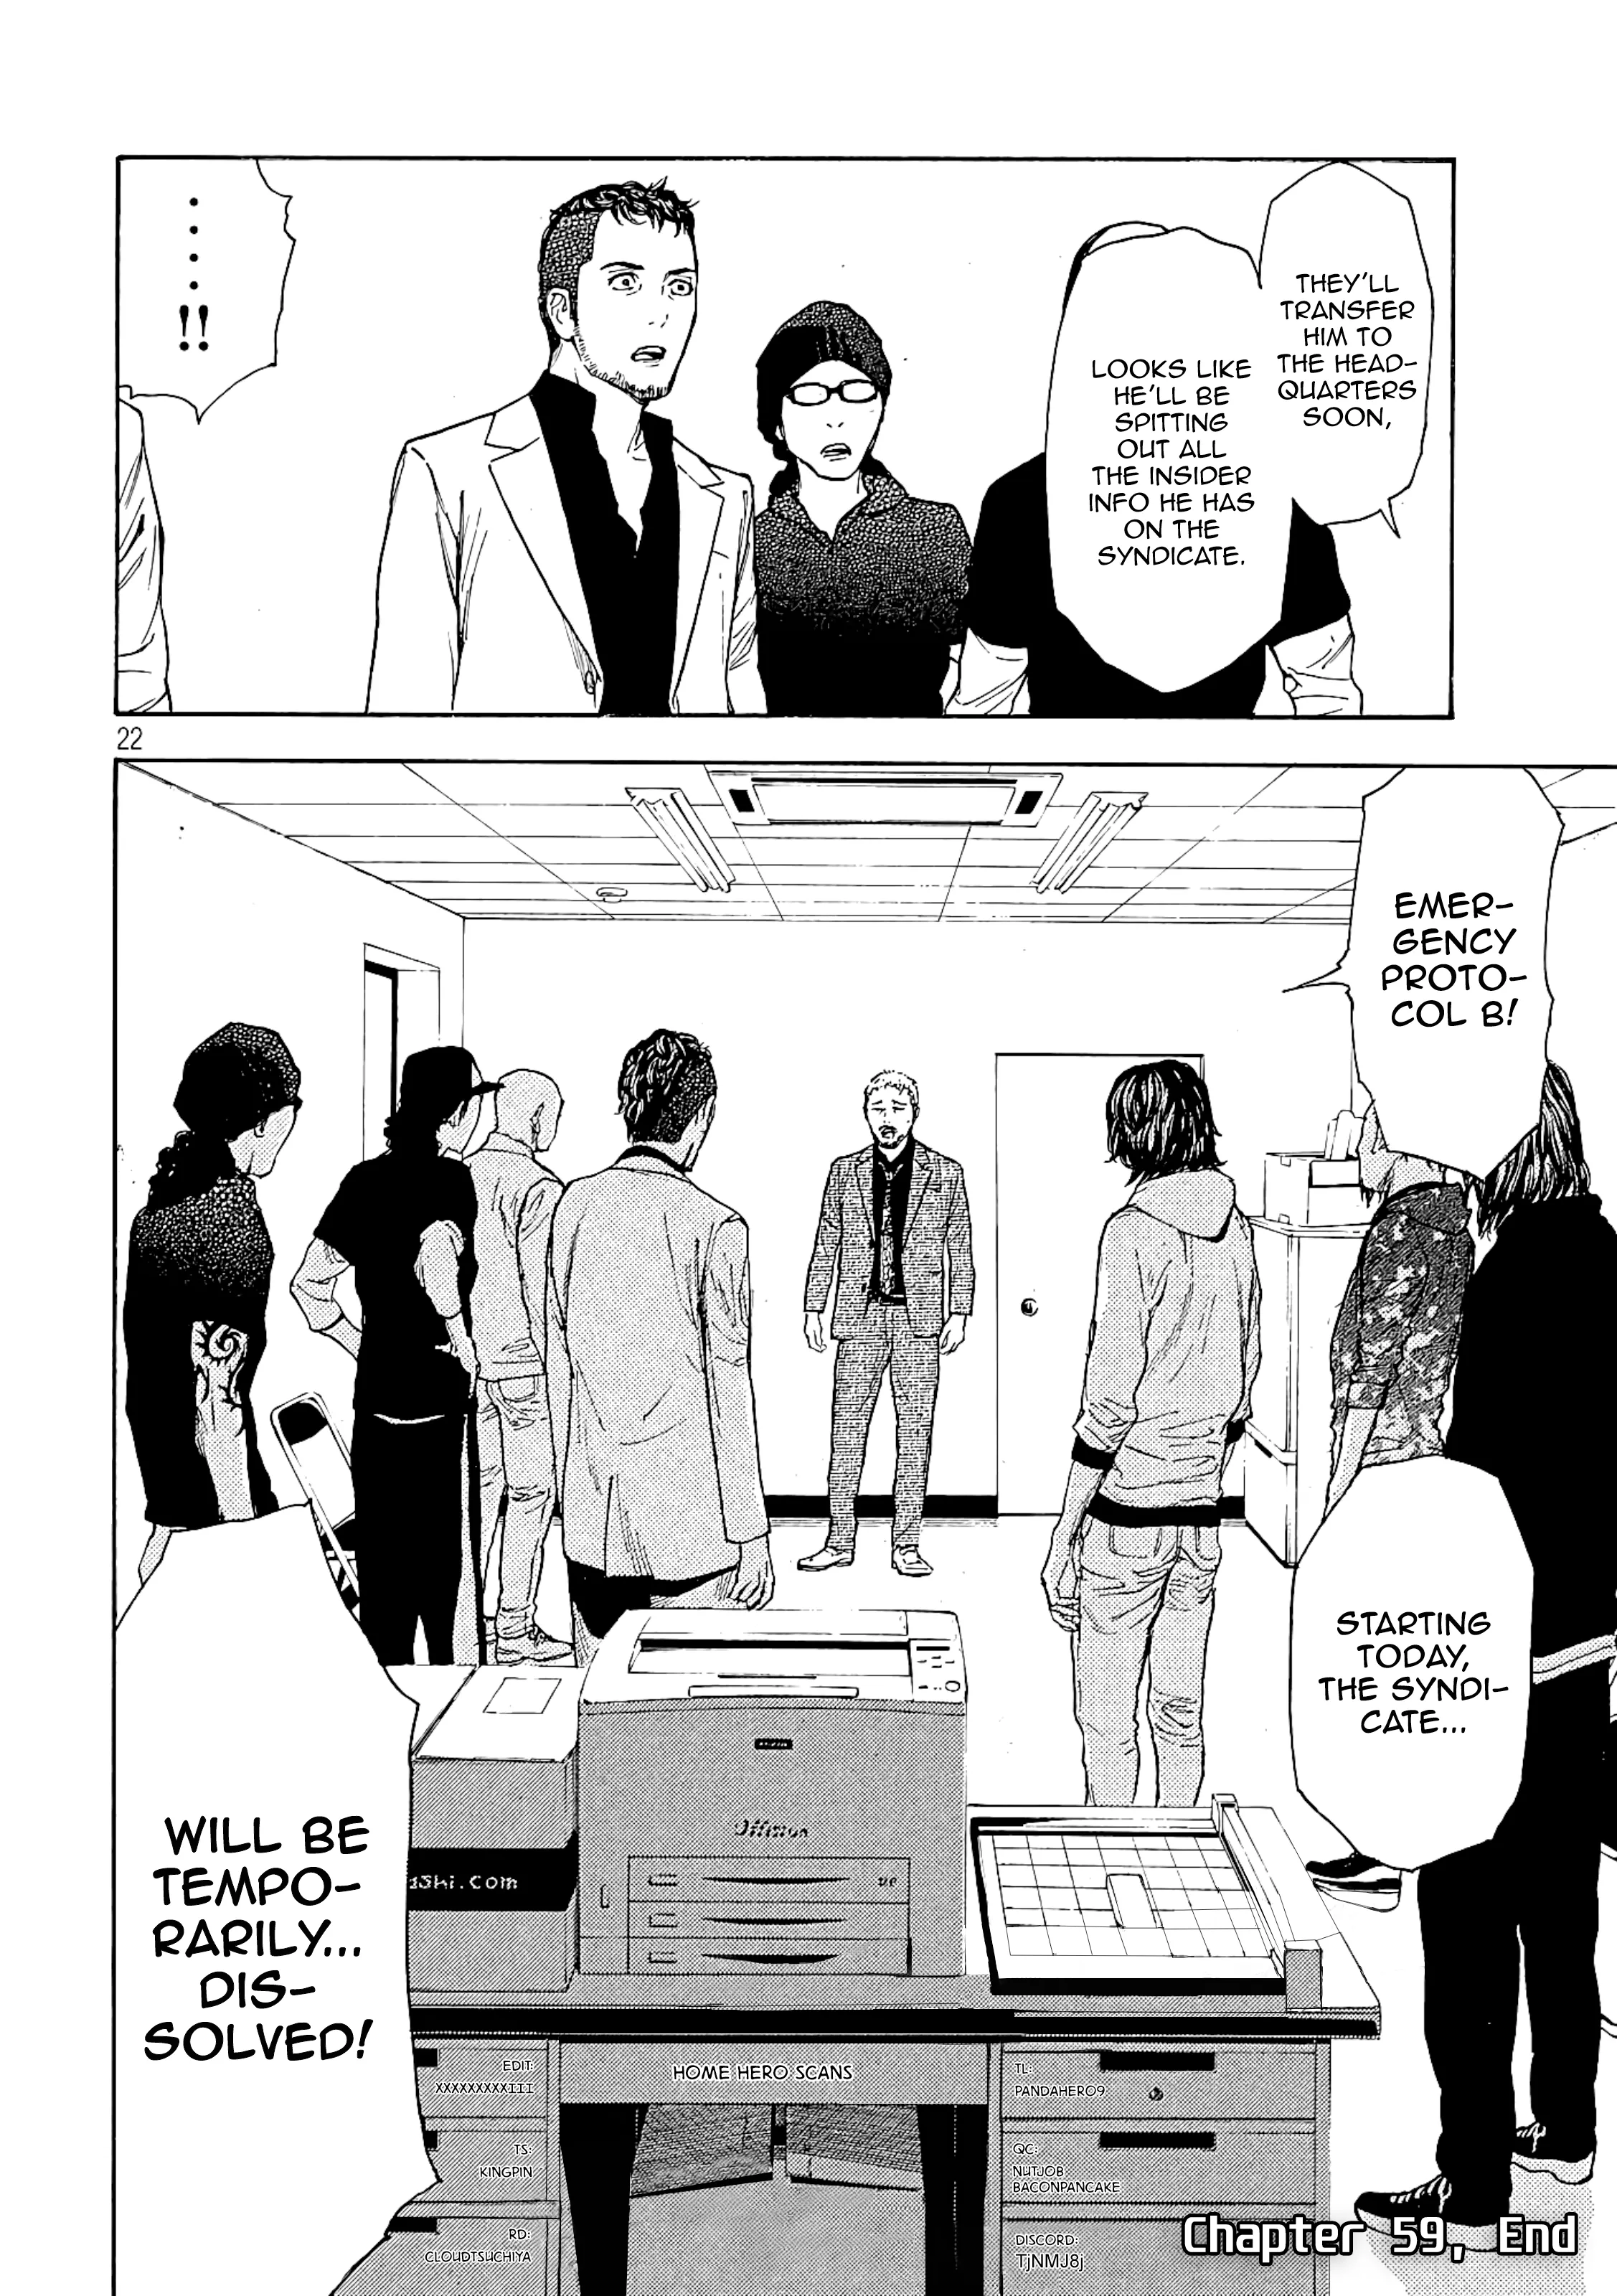 THEY'LL
TRANSFER
HIM TO
THE HEAD-
QUARTERS
SOON,
LOOKS LIKE
HE'LL BE
SPITTING
OUT ALL
THE INSIDER
INFO HE HAS
ON THE
SYNDICATE.
....!!
22
EMER-
GENCY
PROTO-
COL B!
STARTING
TODAY,
THE SYNDI-
CATE...
WILL BE
TEMPO-
RARILY...
DIS-
SOLVED!
EDIT:
XXXXXXXXXIII
TS:
KINGPIN
RD:
CLOUDTSUCHIYA
HOME HERO SCANS
TL:
PANDAHERO9
QC:
NUTJOB
BACONPANCAKE
DISCORD:
TjNMJ8j
Chapter 59, End